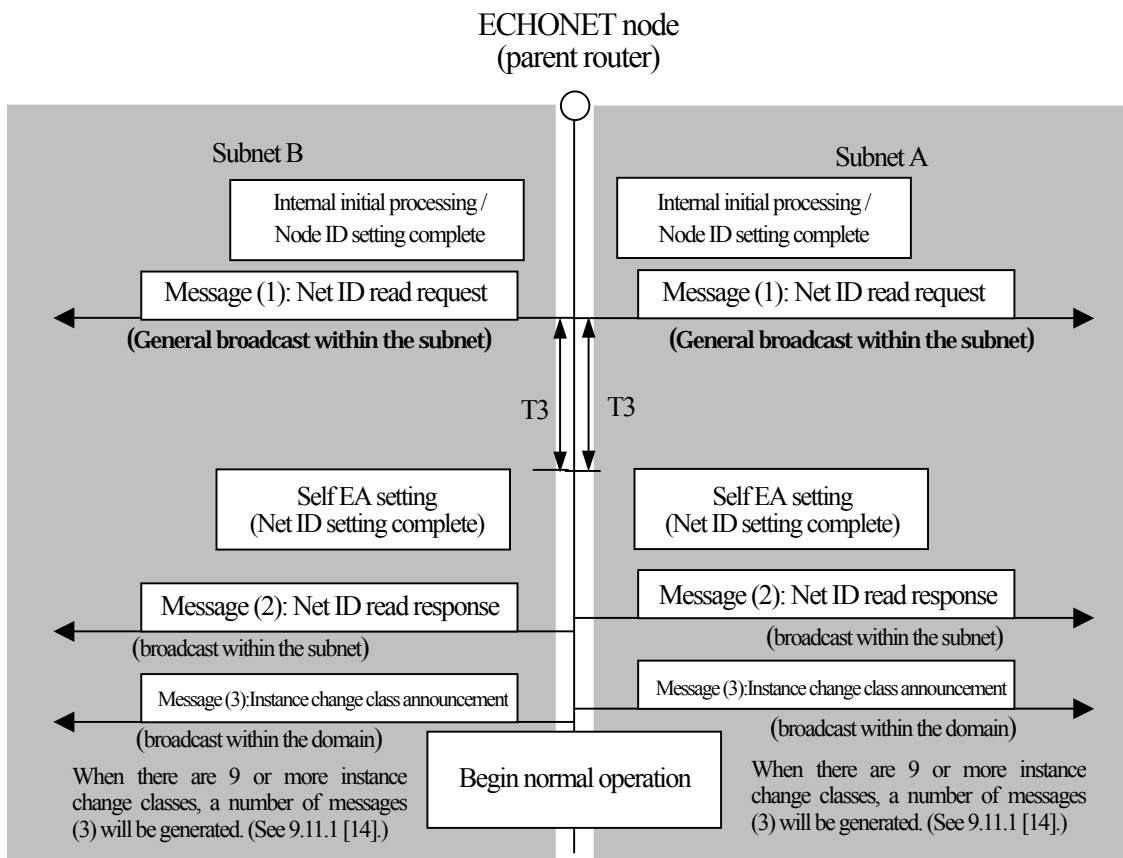 ECHONET node
(parent router)
Subnet B
Subnet A
Internal initial processing /
Node ID setting complete
Internal initial processing /
Node ID setting complete
Message (1): Net ID read request
Message (1): Net ID read request
(General broadcast within the subnet)
(General broadcast within the subnet)
T3
T3
Self EA setting
(Net ID setting complete)
Self EA setting
(Net ID setting complete)
Message (2): Net ID read response
Message (2): Net ID read response
(broadcast within the subnet)
(broadcast within the subnet)
Message (3):Instance change class announcement
Message (3):Instance change class announcement
(broadcast within the domain)
(broadcast within the domain)
When there are 9 or more instance
change classes, a number of messages
(3) will be generated. (See 9.11.1 [14].)
Begin normal operation
When there are 9 or more instance
change classes, a number of messages
(3) will be generated. (See 9.11.1 [14].)